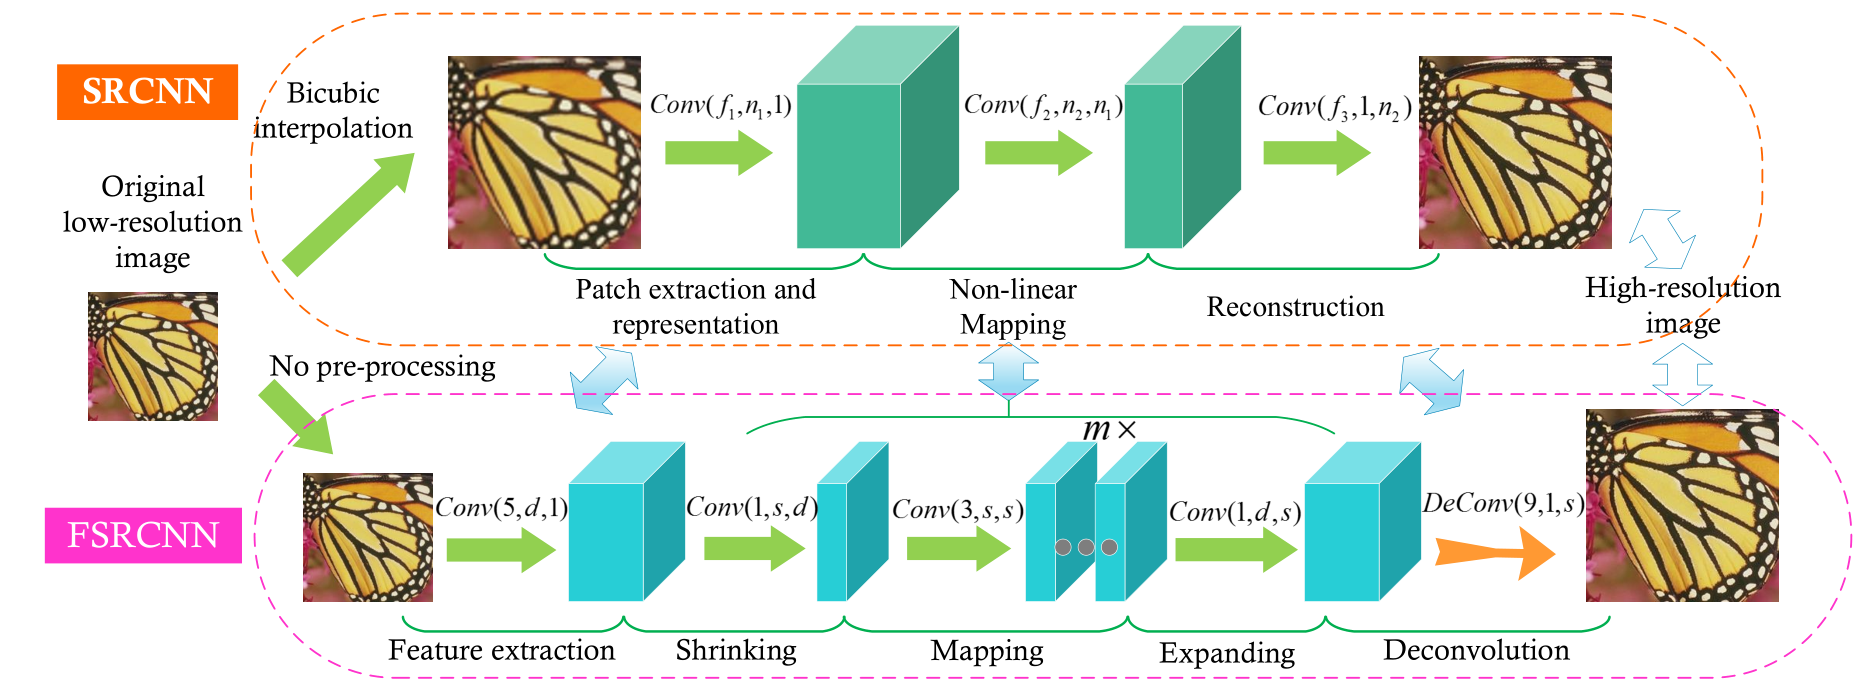 SRCNN
Bicubic
interpolation
Original
low-resolution
image
Conv(f₁,n₁,1)
Conv(f₂,n₂,n₁)
Conv(f₃,1,n₂)
Patch extraction and
representation
Non-linear
Mapping
Reconstruction
High-resolution
image
No pre-processing
m×
FSRCNN
Conv(5,d,1)
Conv(1,s,d)
Conv(3,s,s)
Conv(1,d,s)
DeConv(9,1,s)
Feature extraction
Shrinking
Mapping
Expanding
Deconvolution